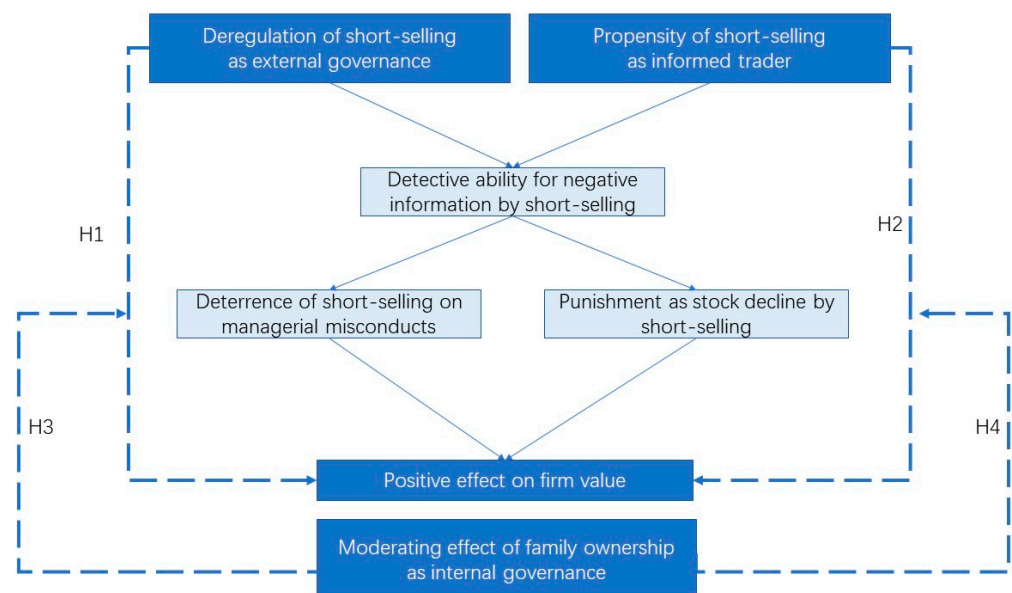 Deregulation of short-selling
as external governance
Propensity of short-selling
as informed trader
Detective ability for negative
information by short-selling
H1
H2
Deterrence of short-selling on
managerial misconducts
Punishment as stock decline by
short-selling
H3
H4
Positive effect on firm value
Moderating effect of family ownership
as internal governance